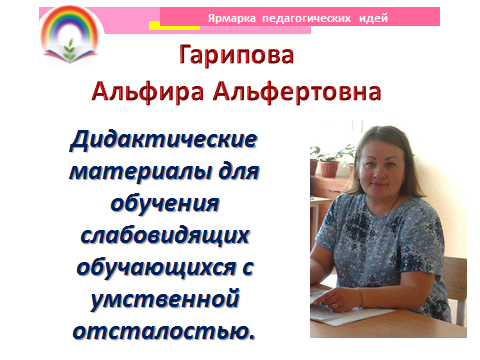 Ярмарка педагогических идей
Гарипова
Альфира Альфертовна
Дидактические
материалы для
обучения
слабовидящих
обучающихся с
умственной
отсталостью.